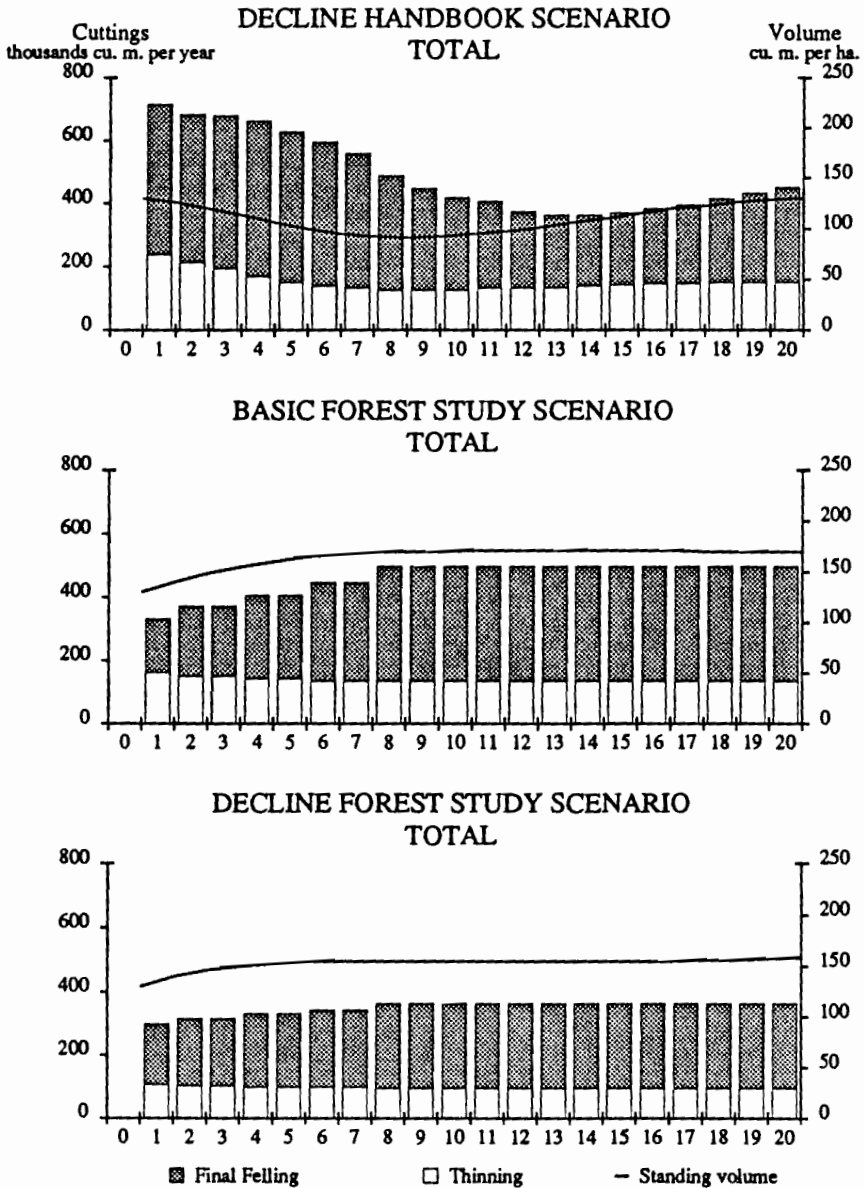 DECLINE HANDBOOK SCENARIO
TOTAL
Cuttings
thousands cu. m. per year
Volume
cu. m. per ha.
800
600
400
200
0
250
200
150
100
50
0
0 1 2 3 4 5 6 7 8 9 10 11 12 13 14 15 16 17 18 19 20
BASIC FOREST STUDY SCENARIO
TOTAL
800
600
400
200
0
250
200
150
100
50
0
0 1 2 3 4 5 6 7 8 9 10 11 12 13 14 15 16 17 18 19 20
DECLINE FOREST STUDY SCENARIO
TOTAL
800
600
400
200
0
250
200
150
100
50
0
0 1 2 3 4 5 6 7 8 9 10 11 12 13 14 15 16 17 18 19 20
Final Felling Thinning Standing volume